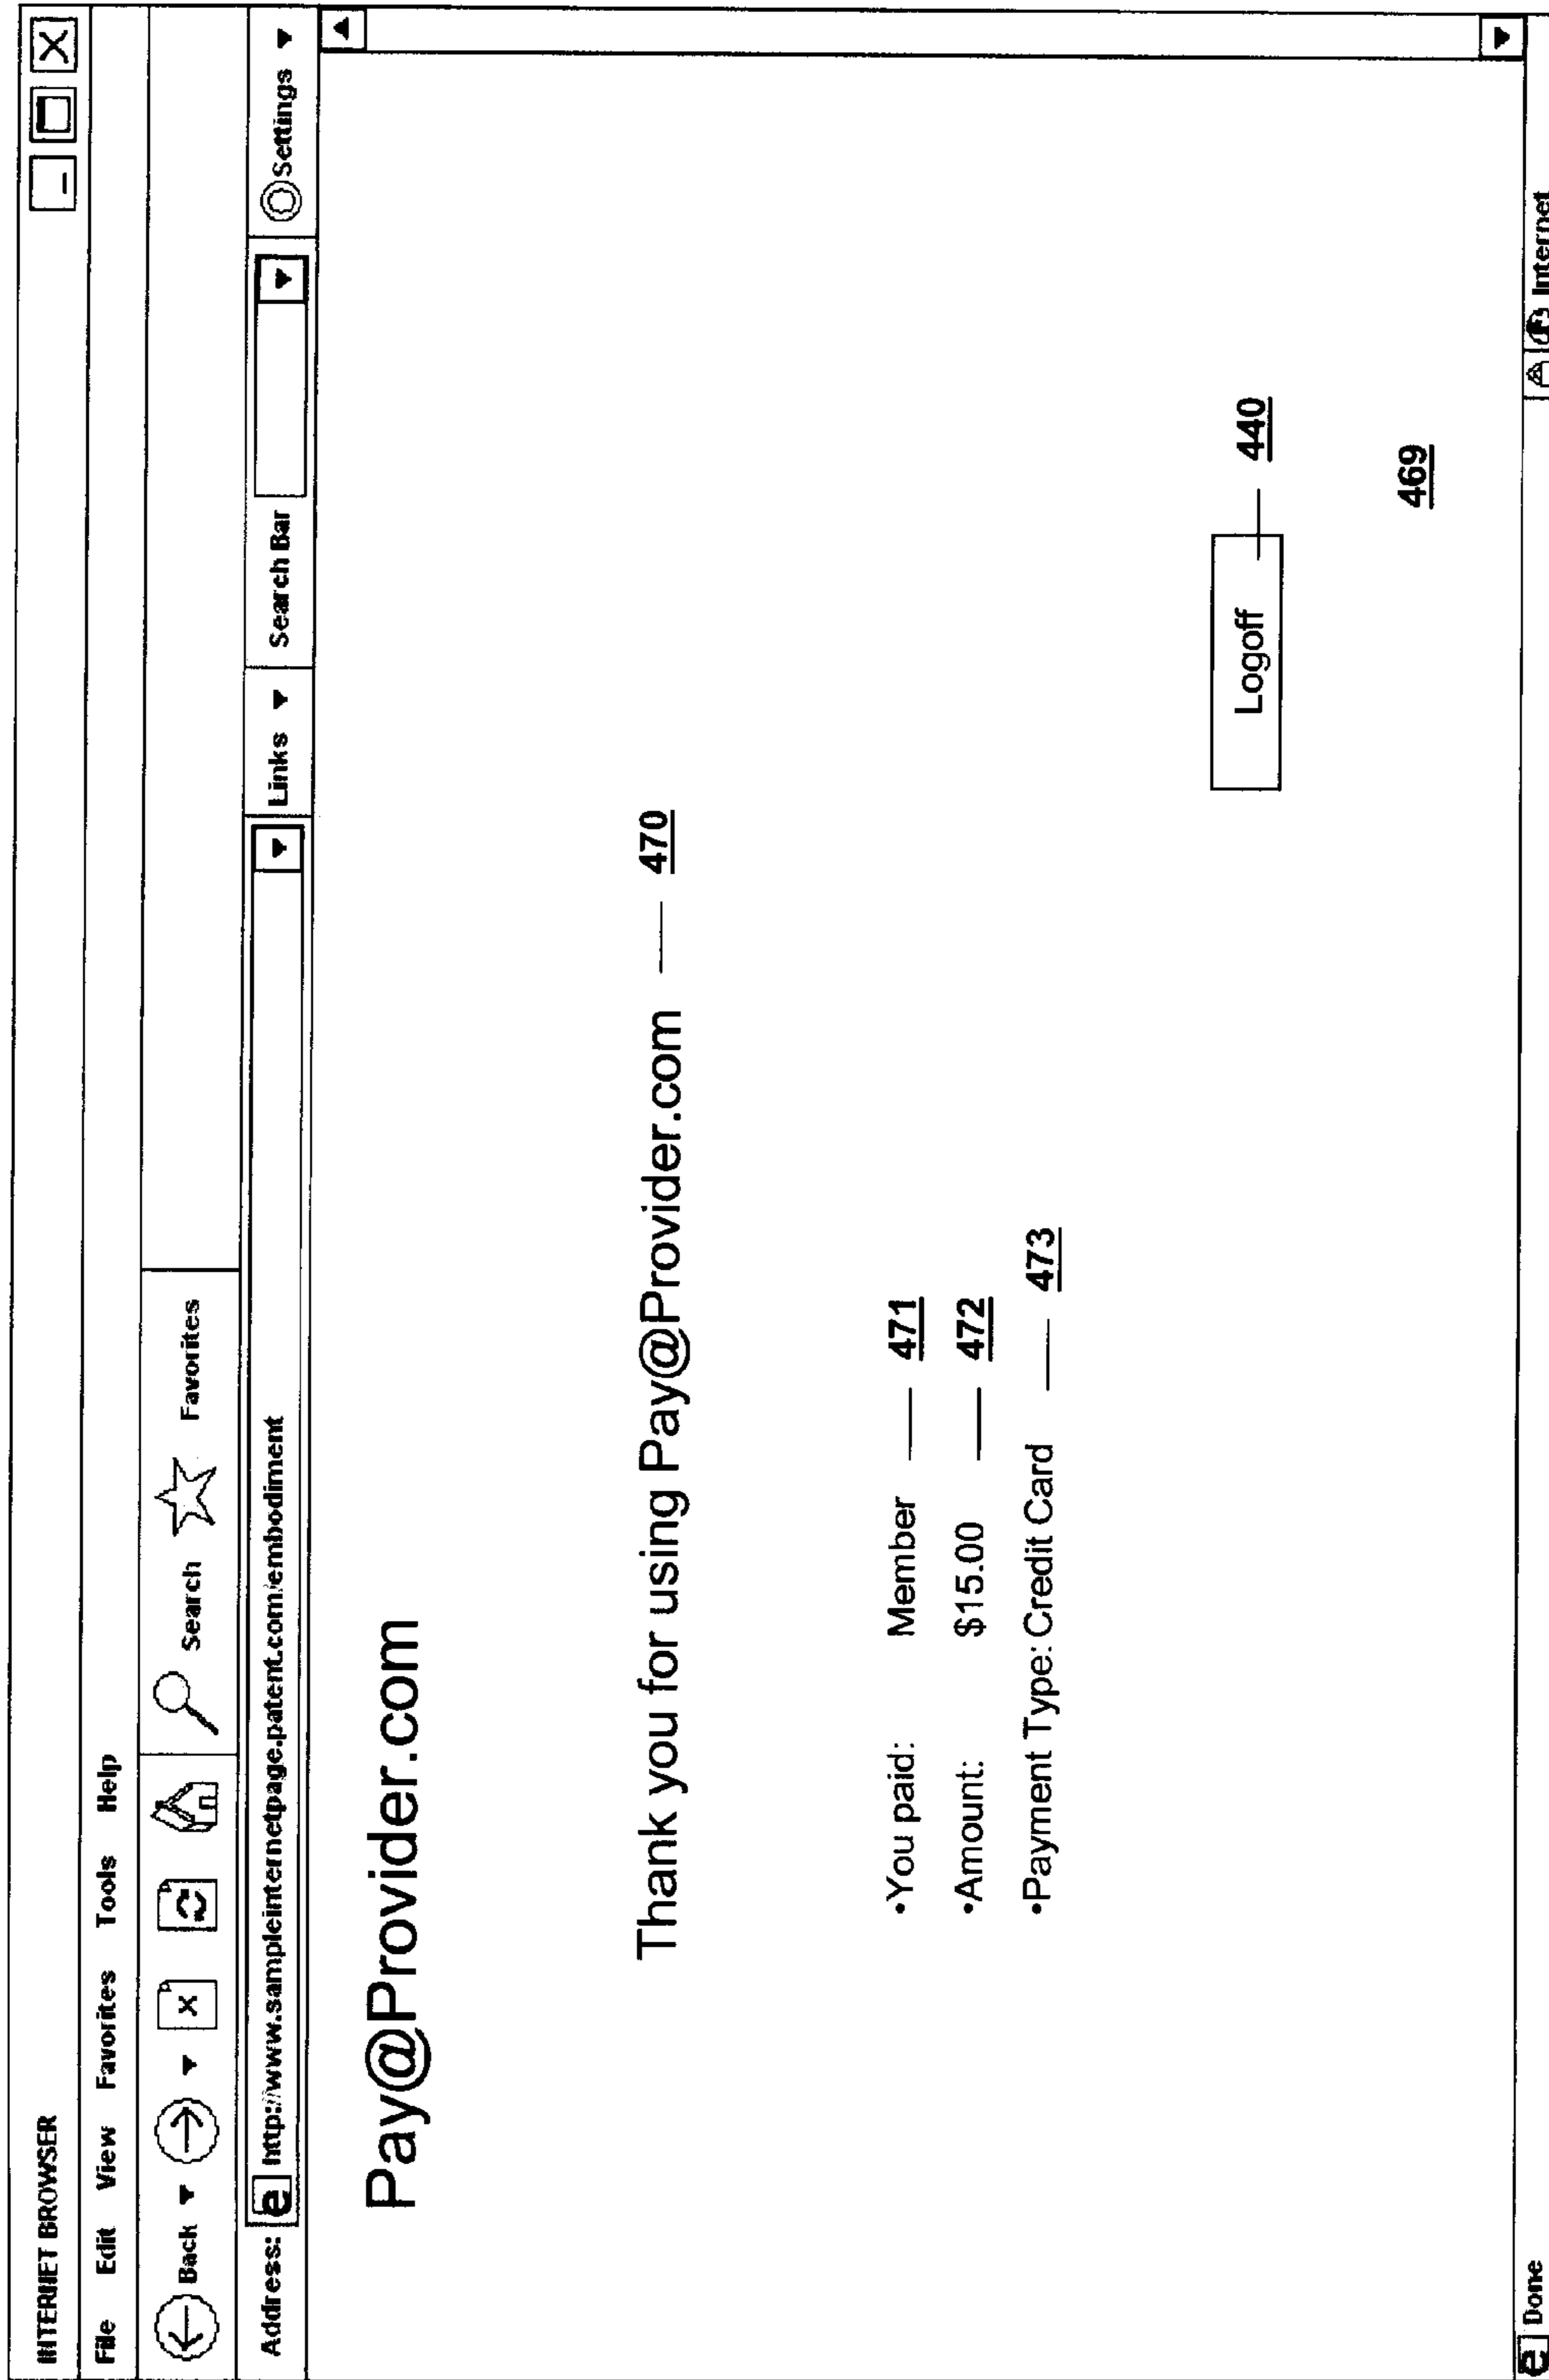 INTERNET BROWSER
File Edit View Favorites Tools Help
Back Search Favorites
Address: http://www.sampleinternetpage.patent.com/embodiment Links Search Bar Settings
Pay@Provider.com
Thank you for using Pay@Provider.com — 470
•You paid: Member — 471
•Amount: $15.00 — 472
•Payment Type: Credit Card — 473
Logoff — 440
469
Done Internet